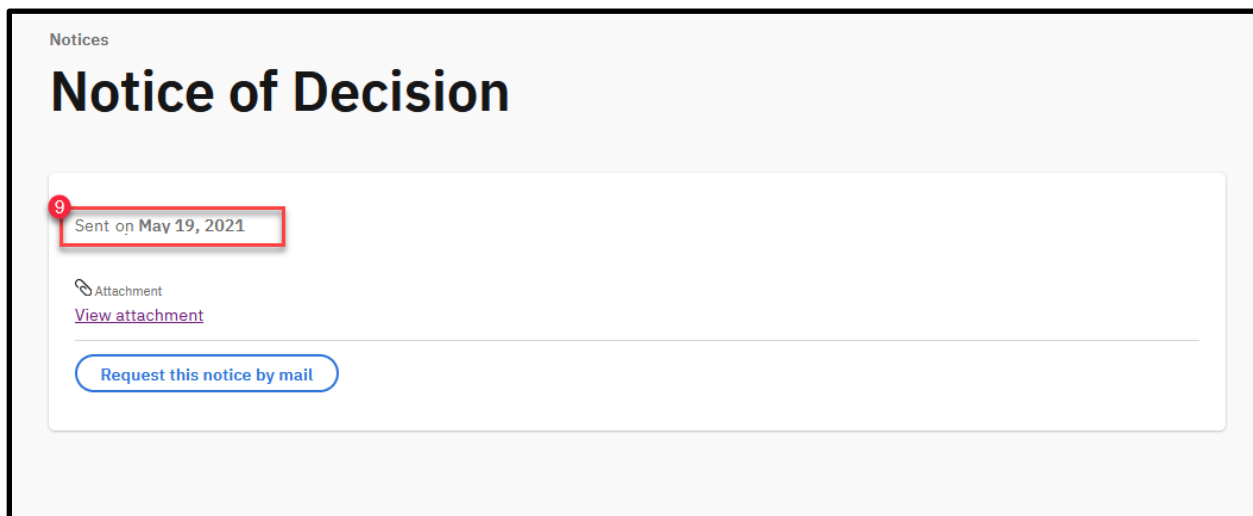 Notices
Notice of Decision
9
Sent on May 19, 2021
Attachment
View attachment
Request this notice by mail